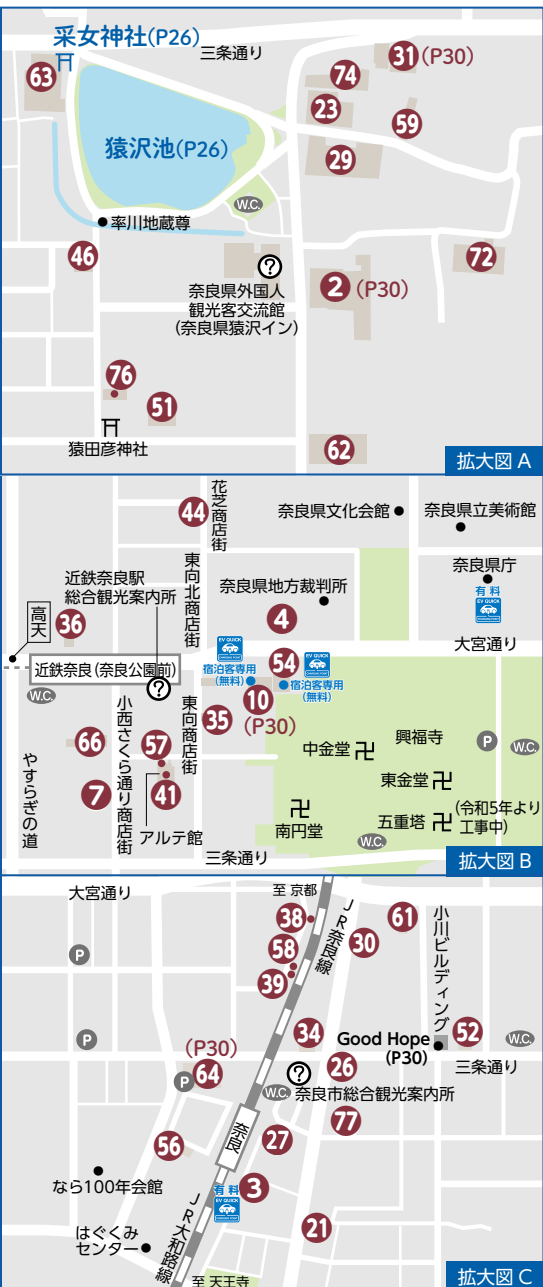 采女神社(P26)
三条通り
31
(P30)
63
74
23
59
猿沢池(P26)
29
W.C.
率川地蔵尊
46
72
?
2
(P30)
奈良県外国人
観光客交流館
(奈良県猿沢イン)
76
51
猿田彦神社
62
拡大図 A
花芝商店街
44
奈良県文化会館
奈良県立美術館
近鉄奈良駅
総合観光案内所
東向北商店街
奈良県地方裁判所
奈良県庁
有料
EV QUICK
高天
36
4
大宮通り
EV QUICK
宿泊客専用
(無料)
54
EV QUICK
宿泊客専用
(無料)
近鉄奈良(奈良公園前)
?
W.C.
10
(P30)
35
小西さくら通り商店街
東向商店街
66
57
中金堂
興福寺
P
W.C.
やすらぎの道
7
41
東金堂
アルテ館
南円堂
五重塔
(令和5年より
工事中)
W.C.
三条通り
拡大図 B
大宮通り
至 京都
38
JR奈良線
61
小川ビルディング
30
P
58
39
P
34
Good Hope
(P30)
52
W.C.
(P30)
三条通り
P
64
?
26
W.C.
奈良市総合観光案内所
奈良
27
77
56
なら100年会館
有料
EV QUICK
3
はぐくみ
センター
JR大和路線
21
至 天王寺
拡大図 C